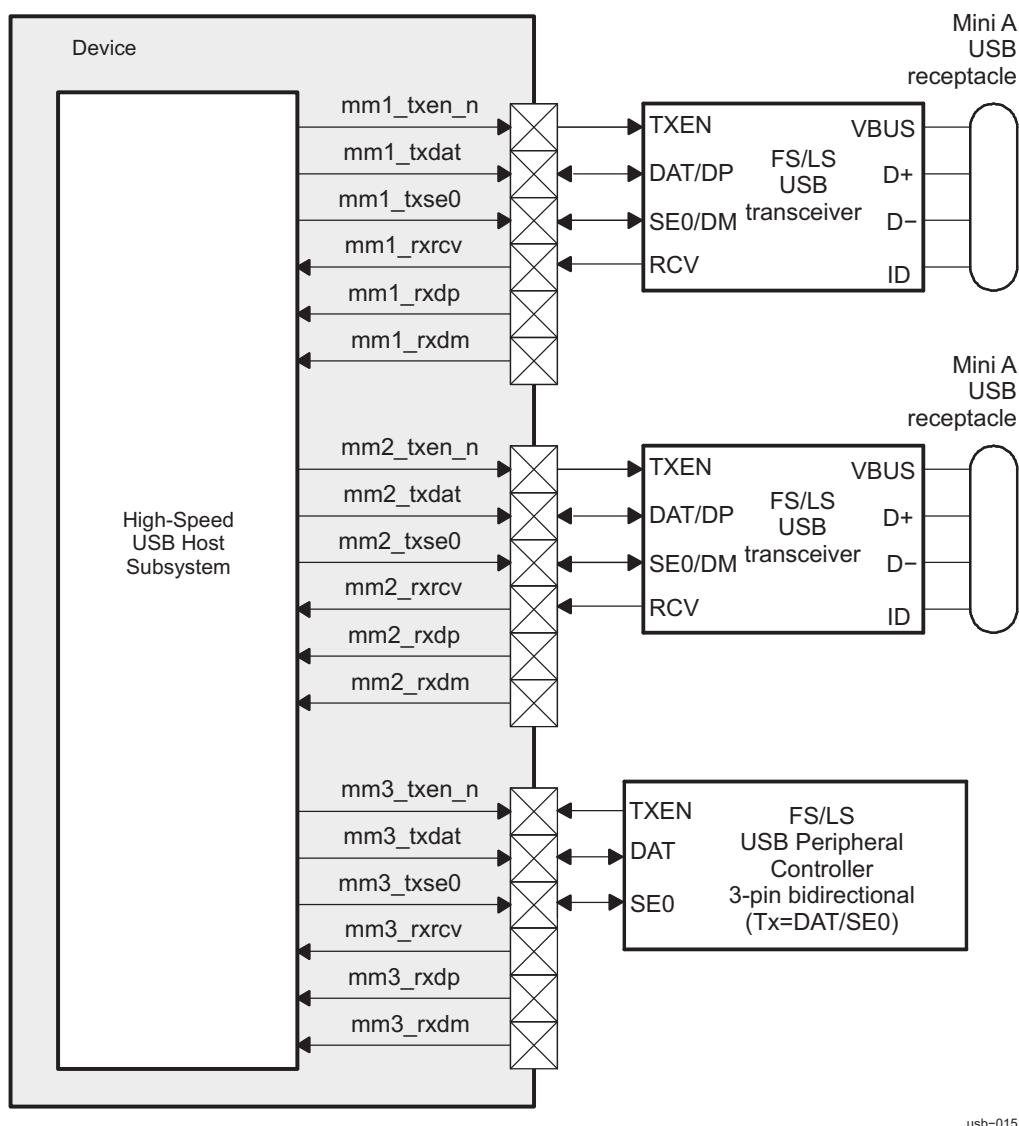 Device
Mini A
USB
receptacle
mm1_txen_n
mm1_txdat
mm1_txse0
mm1_rxrcv
mm1_rxdp
mm1_rxdm
TXEN
DAT/DP
SE0/DM
RCV
FS/LS
USB
transceiver
VBUS
D+
D−
ID
High-Speed
USB Host
Subsystem
Mini A
USB
receptacle
mm2_txen_n
mm2_txdat
mm2_txse0
mm2_rxrcv
mm2_rxdp
mm2_rxdm
TXEN
DAT/DP
SE0/DM
RCV
FS/LS
USB
transceiver
VBUS
D+
D−
ID
mm3_txen_n
mm3_txdat
mm3_txse0
mm3_rxrcv
mm3_rxdp
mm3_rxdm
TXEN
DAT
SE0
FS/LS
USB Peripheral
Controller
3-pin bidirectional
(Tx=DAT/SE0)
usb−015